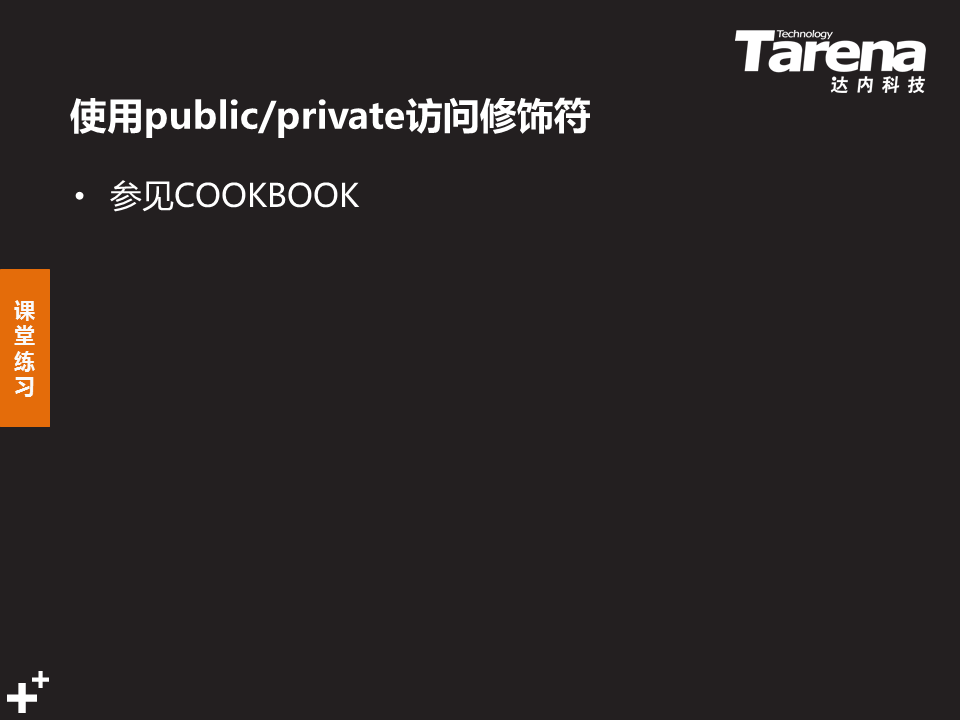 Technology
Tarena
达内科技
使用public/private访问修饰符
• 参见COOKBOOK
课
堂
练
习